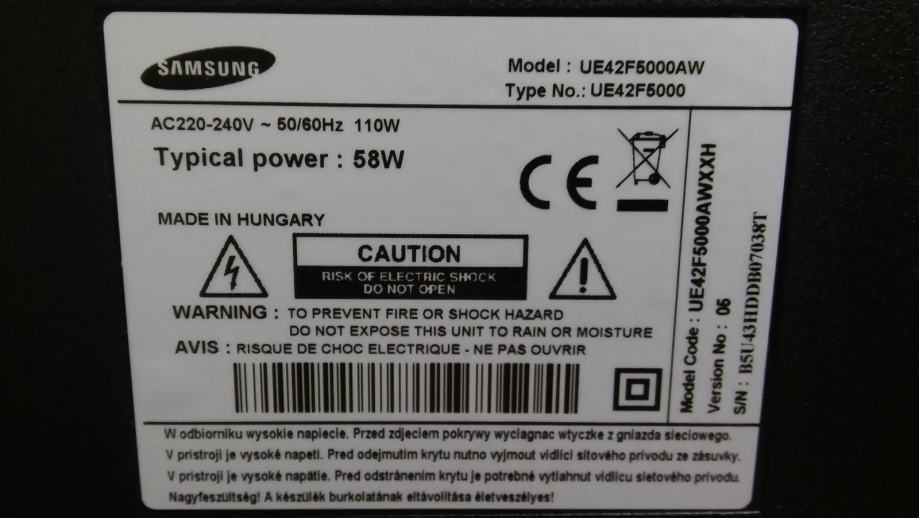 SAMSUNG
Model : UE42F5000AW
Type No.: UE42F5000
AC220-240V ~ 50/60Hz 110W
Typical power : 58W
CE
MADE IN HUNGARY
CAUTION
RISK OF ELECTRIC SHOCK
DO NOT OPEN
WARNING : TO PREVENT FIRE OR SHOCK HAZARD
DO NOT EXPOSE THIS UNIT TO RAIN OR MOISTURE
AVIS : RISQUE DE CHOC ELECTRIQUE - NE PAS OUVRIR
Model Code : UE42F5000AWXXH
Version No : 06
S/N : B5U43HDDB07038T
W odbiorniku wysokie napiecie. Przed zdjeciem pokrywy wyciagnac wtyczke z gniazda sieciowego.
V pristroji je vysoké napetí. Pred odejmutím krytu nutno vyjmout vidlici sítového prívodu ze zásuvky.
V prístroji je vysoké napätie. Pred odstránením krytu je potrebné vytiahnut vidlicu sietového prívodu.
Nagyfeszültség! A készülék burkolatának eltávolitása életveszélyes!